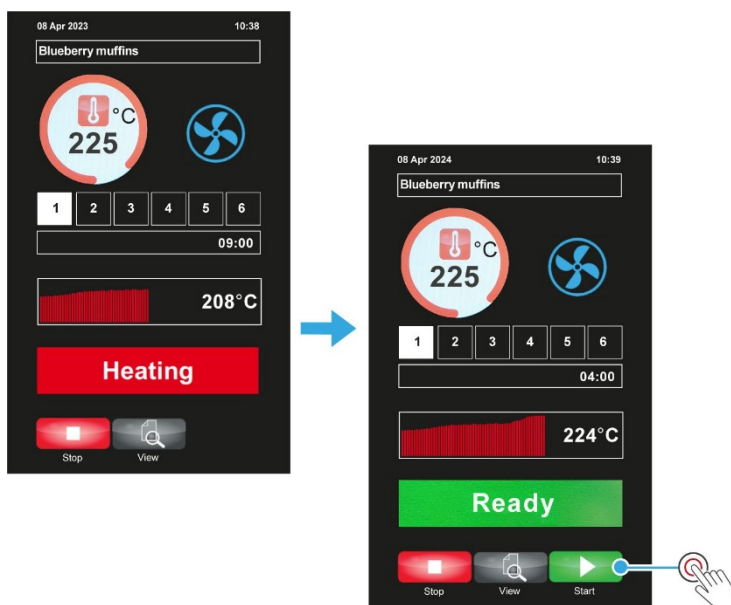 08 Apr 2023 10:38
Blueberry muffins
°C
225
1 2 3 4 5 6
09:00
208°C
Heating
Stop View
08 Apr 2024 10:39
Blueberry muffins
°C
225
1 2 3 4 5 6
04:00
224°C
Ready
Stop View Start